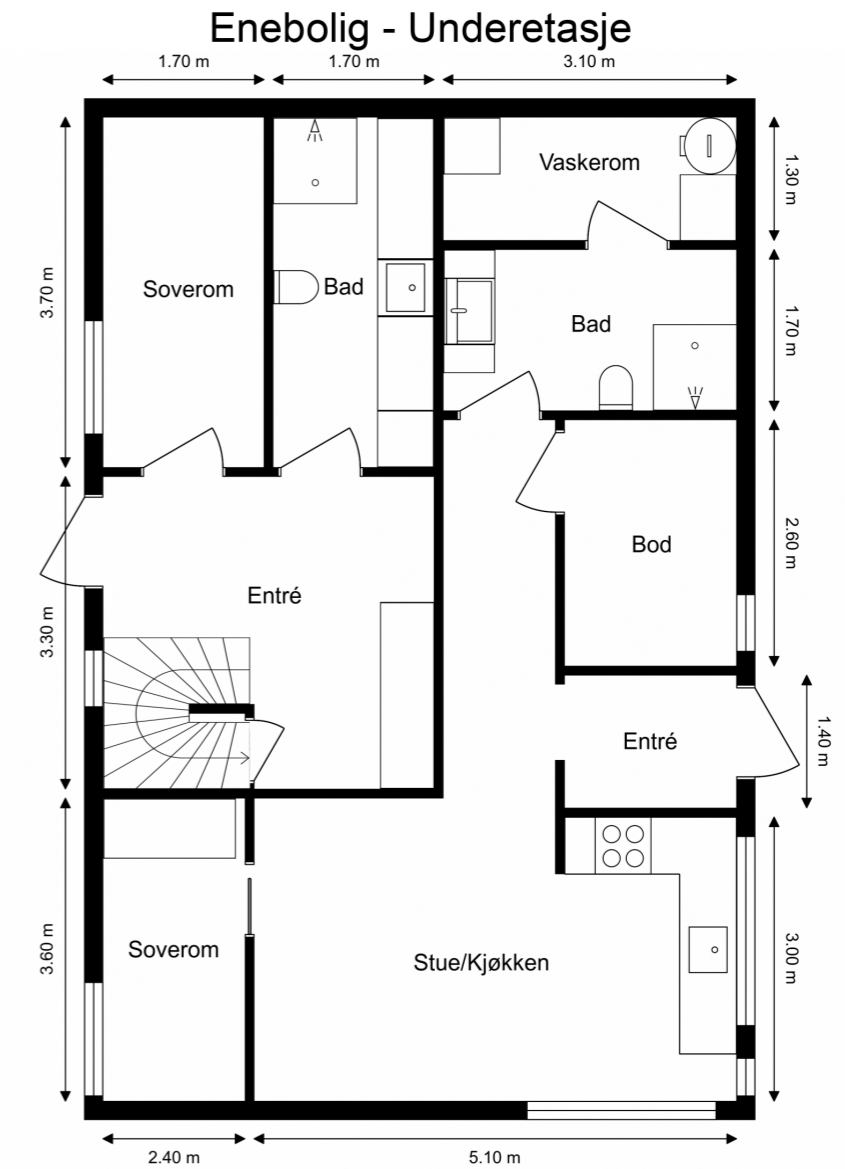 Enebolig - Underetasje
1.70 m
1.70 m
3.10 m
Vaskerom
1.30 m
3.70 m
Soverom
Bad
Bad
1.70 m
Bod
2.60 m
Entré
3.30 m
Entré
1.40 m
Soverom
3.60 m
Stue/Kjøkken
3.00 m
2.40 m
5.10 m